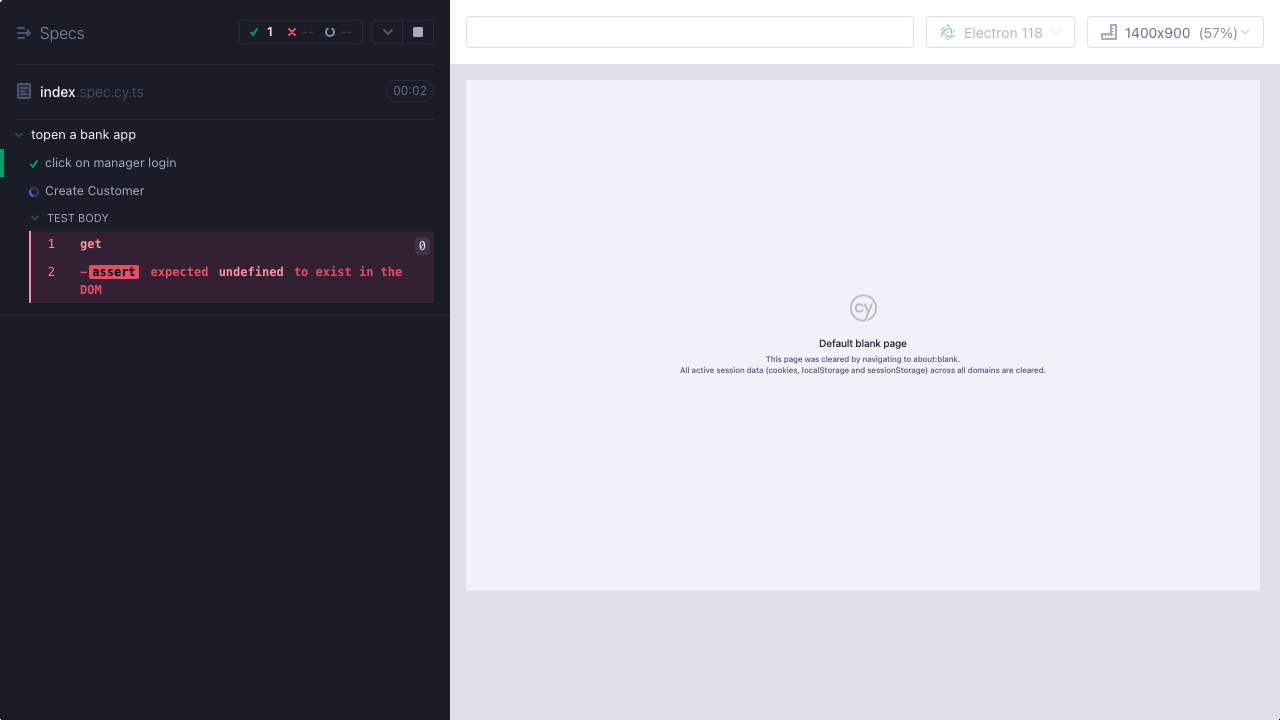 Specs
1
--
--
index.spec.cy.ts
00:02
topen a bank app
click on manager login
Create Customer
TEST BODY
1 get 0
2 -assert expected undefined to exist in the
DOM
Electron 118
1400x900 (57%)
cy
Default blank page
This page was cleared by navigating to about:blank.
All active session data (cookies, localStorage and sessionStorage) across all domains are cleared.